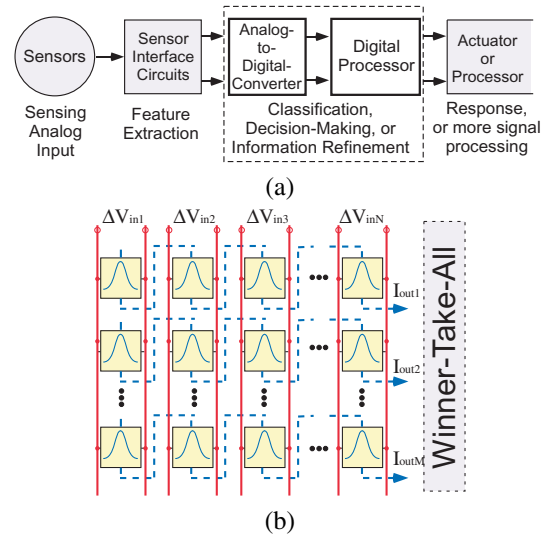 Sensors
Sensor
Interface
Circuits
Analog-
to-
Digital-
Converter
Digital
Processor
Actuator
or
Processor
Sensing
Analog
Input
Feature
Extraction
Classification,
Decision-Making, or
Information Refinement
Response,
or more signal
processing
(a)
ΔVin1 ΔVin2 ΔVin3 ΔVinN
Iout1
Iout2
IoutM
Winner-Take-All
(b)